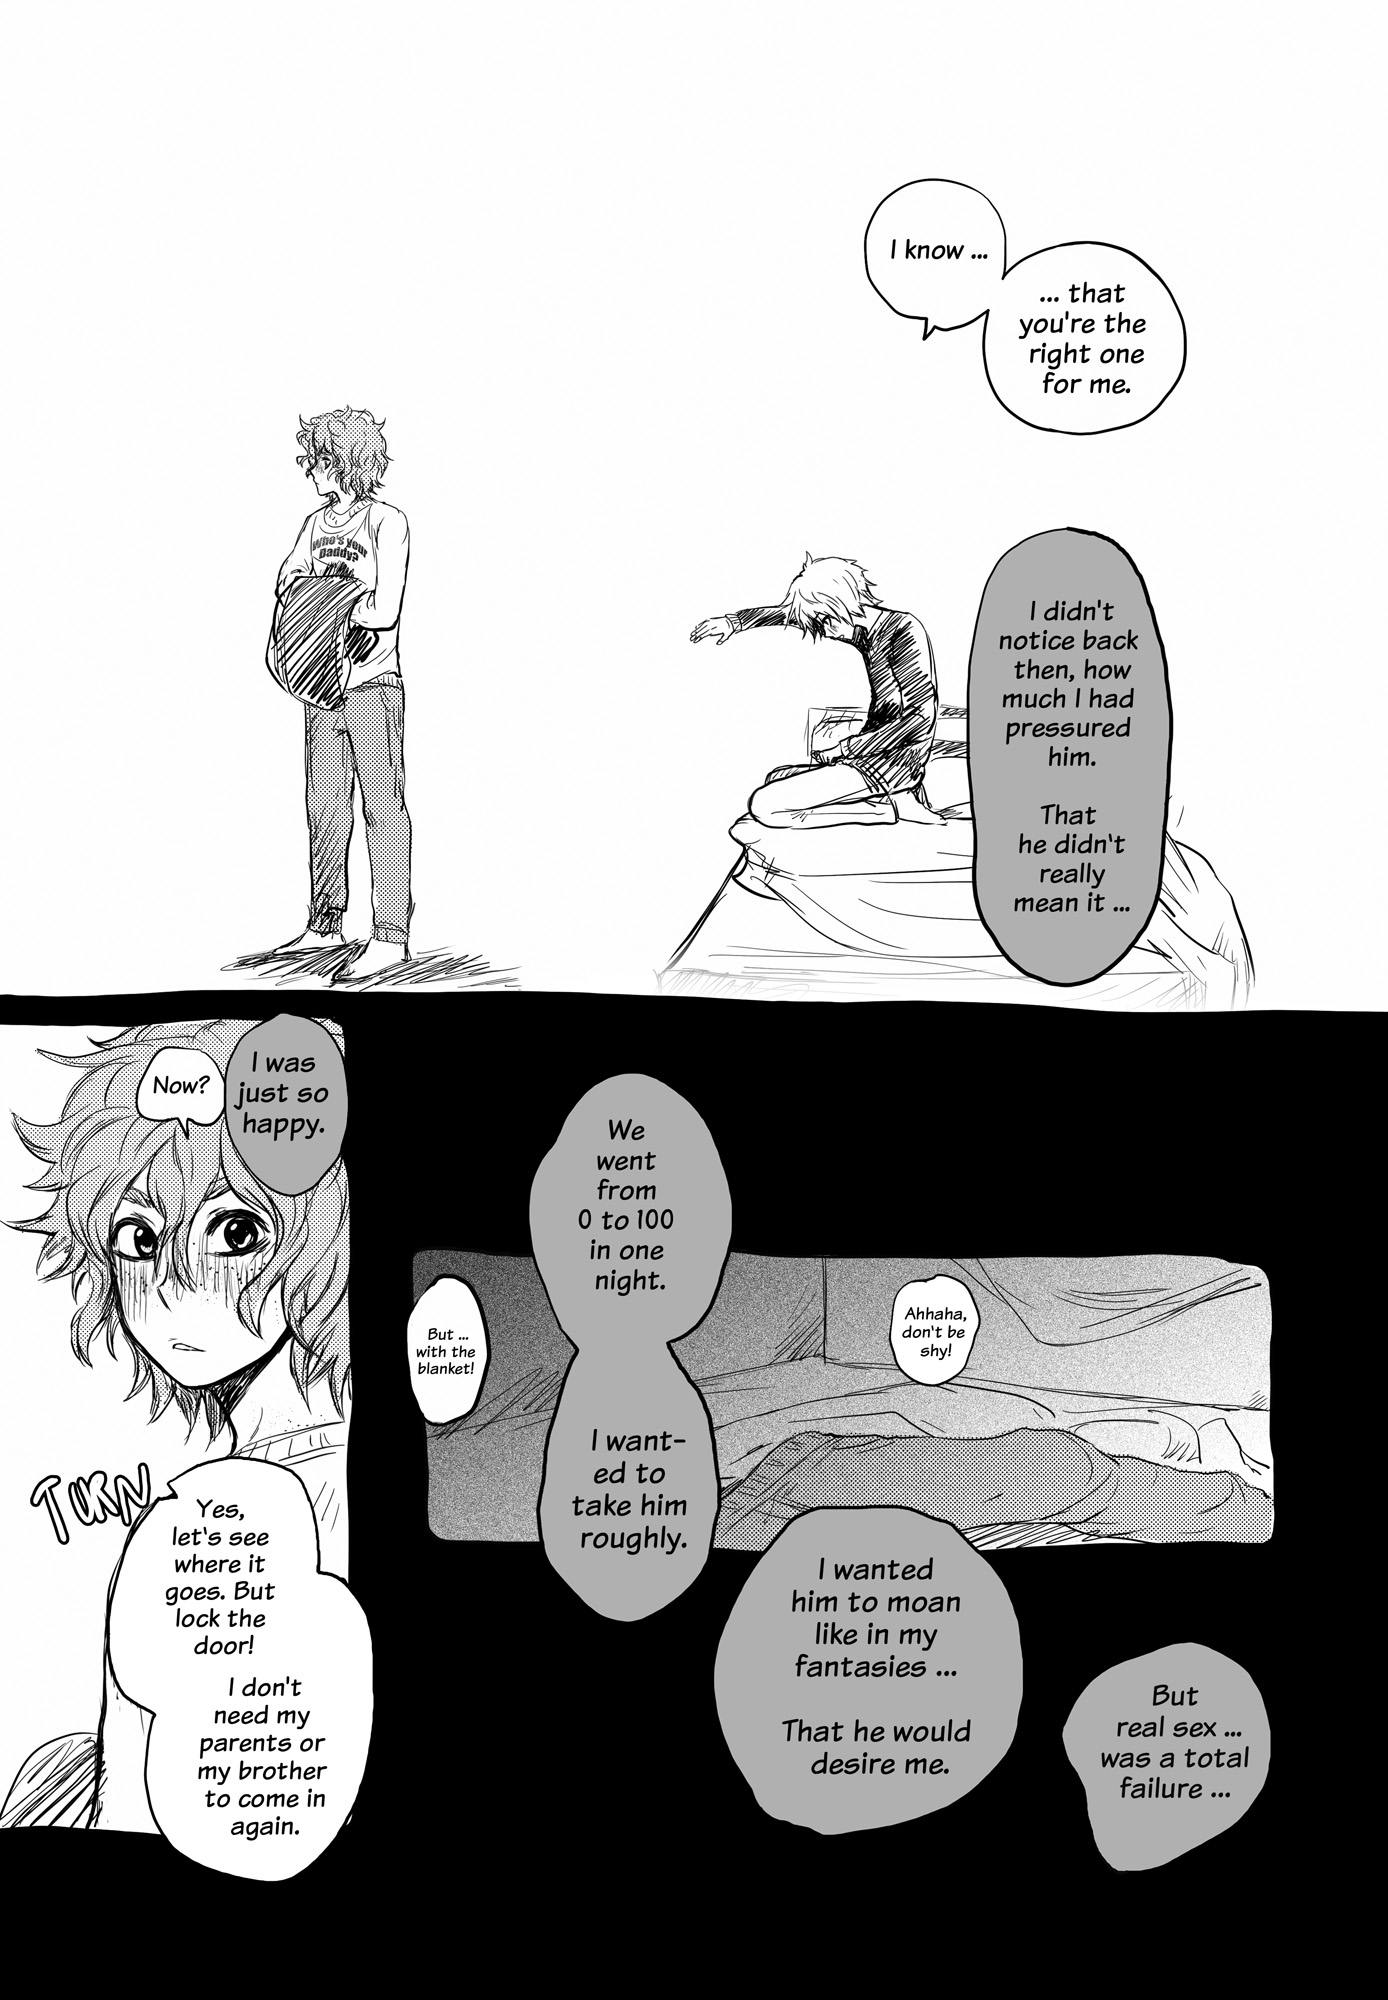 I know ...
... that
you're the
right one
for me.
Who's your
Daddy?
I didn't
notice back
then, how
much I had
pressured
him.
That
he didn't
really
mean it ...
I was
just so
happy.
Now?
TURN
Yes,
let's see
where it
goes. But
lock the
door!
I don't
need my
parents or
my brother
to come in
again.
We
went
from
0 to 100
in one
night.
I want-
ed to
take him
roughly.
But ...
with the
blanket!
Ahhaha,
don't be
shy!
I wanted
him to moan
like in my
fantasies ...
That he would
desire me.
But
real sex ...
was a total
failure ...